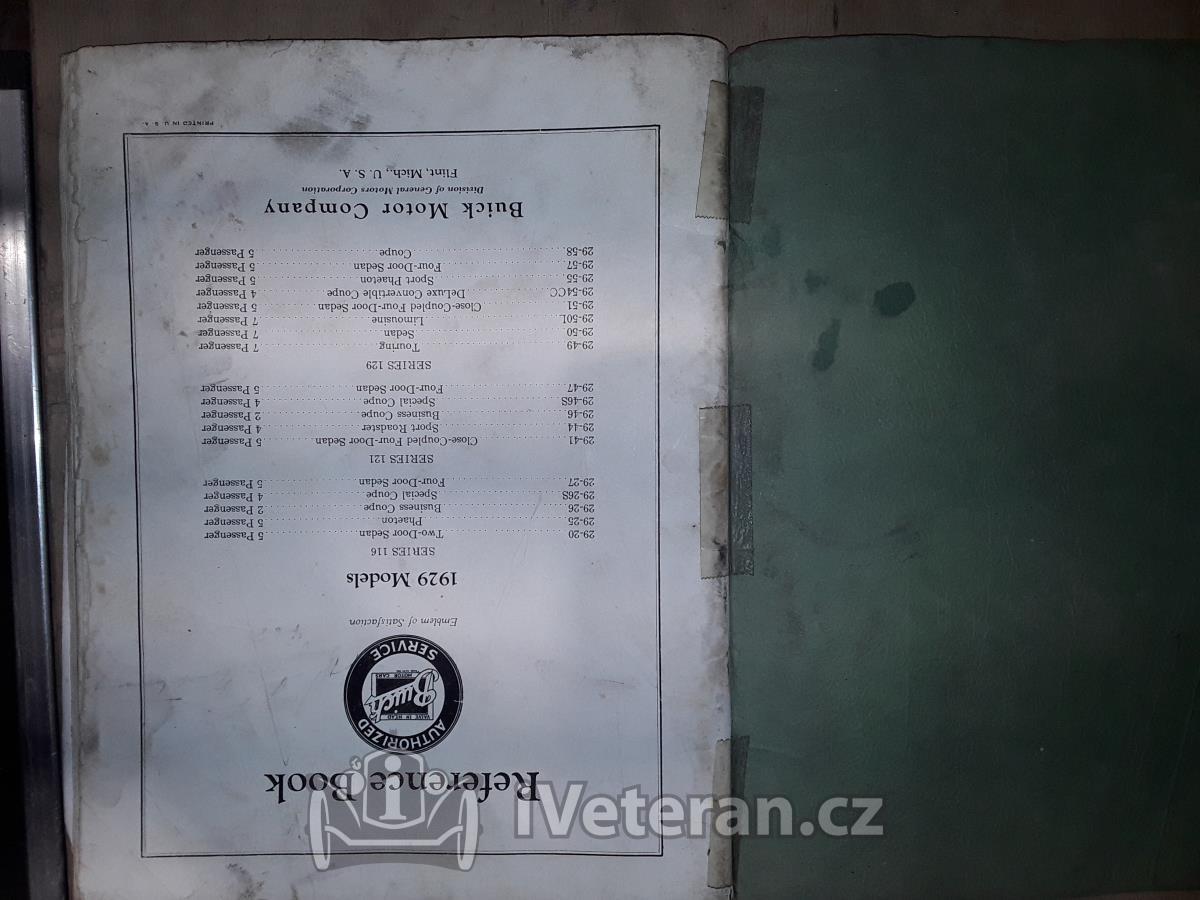 Reference Book
AUTHORIZED
VALVE IN HEAD
Buick
MOTOR CARS
SERVICE
Emblem of Satisfaction
1929 Models
SERIES 116
29-20 Two-Door Sedan 5 Passenger
29-25 Phaeton 5 Passenger
29-26 Business Coupe 2 Passenger
29-26S Special Coupe 4 Passenger
29-27 Four-Door Sedan 5 Passenger
SERIES 121
29-41 Close-Coupled Four-Door Sedan 5 Passenger
29-44 Sport Roadster 4 Passenger
29-46 Business Coupe 2 Passenger
29-46S Special Coupe 4 Passenger
29-47 Four-Door Sedan 5 Passenger
SERIES 129
29-49 Touring 7 Passenger
29-50 Sedan 7 Passenger
29-50L Limousine 7 Passenger
29-51 Close-Coupled Four-Door Sedan 5 Passenger
29-54CC DeLuxe Convertible Coupe 4 Passenger
29-55 Sport Phaeton 5 Passenger
29-57 Four-Door Sedan 5 Passenger
29-58 Coupe 5 Passenger
Buick Motor Company
Division of General Motors Corporation
Flint, Mich., U. S. A.
PRINTED IN U. S. A.
iVeteran.cz